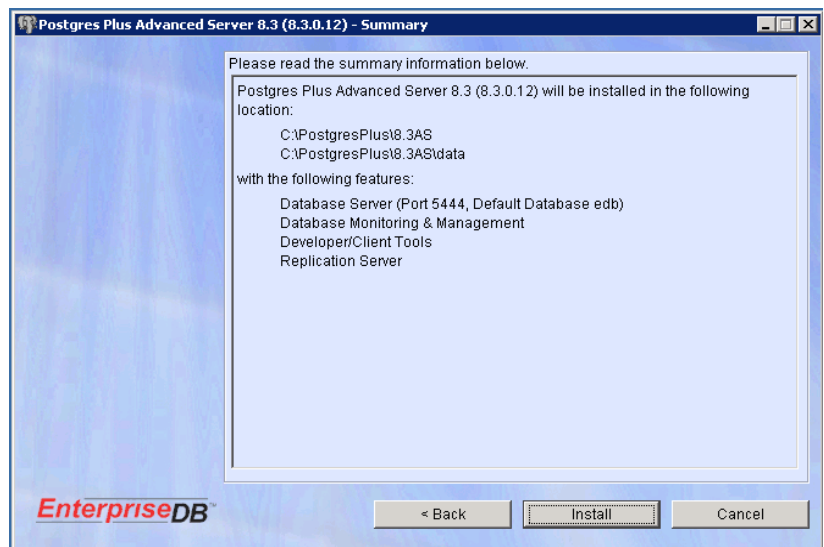 Postgres Plus Advanced Server 8.3 (8.3.0.12) - Summary
Please read the summary information below.
Postgres Plus Advanced Server 8.3 (8.3.0.12) will be installed in the following
location:
C:\PostgresPlus\8.3AS
C:\PostgresPlus\8.3AS\data
with the following features:
Database Server (Port 5444, Default Database edb)
Database Monitoring & Management
Developer/Client Tools
Replication Server
EnterpriseDB
< Back
Install
Cancel